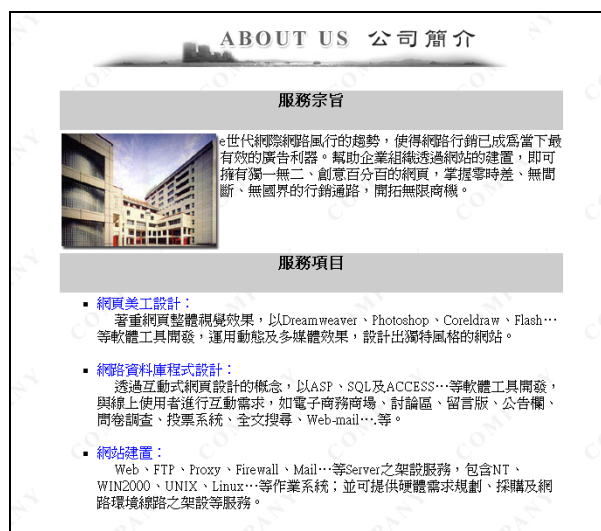 ABOUT US 公司簡介
服務宗旨
e世代網際網路風行的趨勢，使得網路行銷已成為當下最
有效的廣告利器。幫助企業組織透過網站的建置，即可
擁有獨一無二、創意百分百的網頁，掌握零時差、無間
斷、無國界的行銷通路，開拓無限商機。
服務項目
▪ 網頁美工設計：
著重網頁整體視覺效果，以Dreamweaver、Photoshop、Coreldraw、Flash…
等軟體工具開發，運用動態及多媒體效果，設計出獨特風格的網站。
▪ 網路資料庫程式設計：
透過互動式網頁設計的概念，以ASP、SQL及ACCESS…等軟體工具開發，
與線上使用者進行互動需求，如電子商務商場、討論區、留言版、公告欄、
問卷調查、投票系統、全文搜尋、Web-mail….等。
▪ 網站建置：
Web、FTP、Proxy、Firewall、Mail…等Server之架設服務，包含NT、
WIN2000、UNIX、Linux…等作業系統；並可提供硬體需求規劃、採購及網
路環境線路之架設等服務。